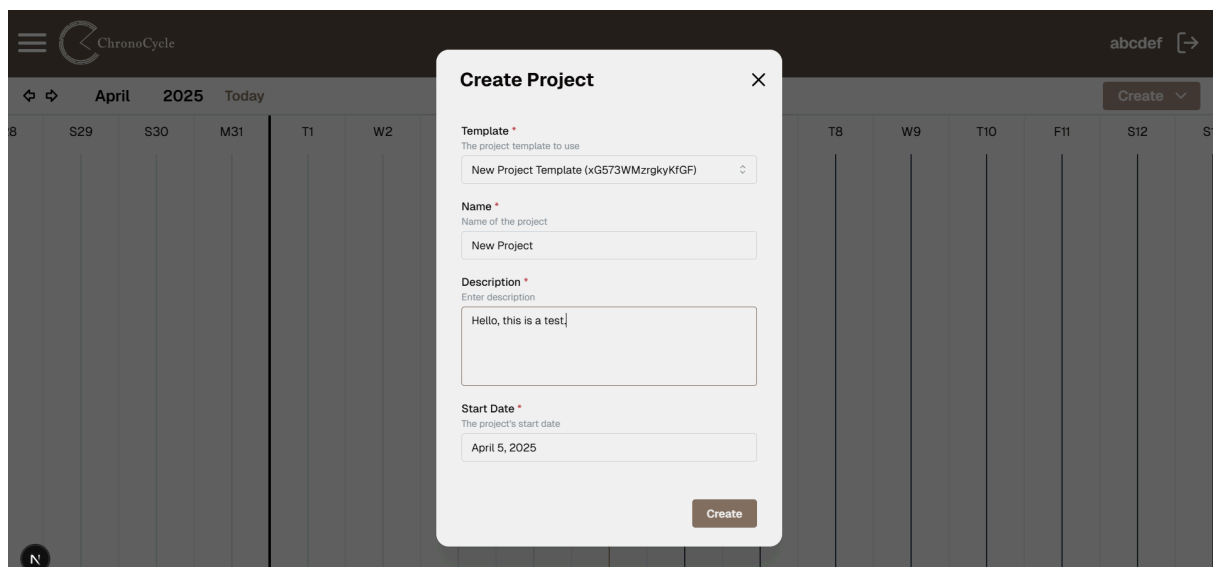 ChronoCycle
abcdef
April 2025 Today
Create
S29 S30 M31 T1 W2 T8 W9 T10 F11 S12
Create Project
Template *
The project template to use
New Project Template (xG573WMzrgkyKfGF)
Name *
Name of the project
New Project
Description *
Enter description
Hello, this is a test.
Start Date *
The project's start date
April 5, 2025
Create
N